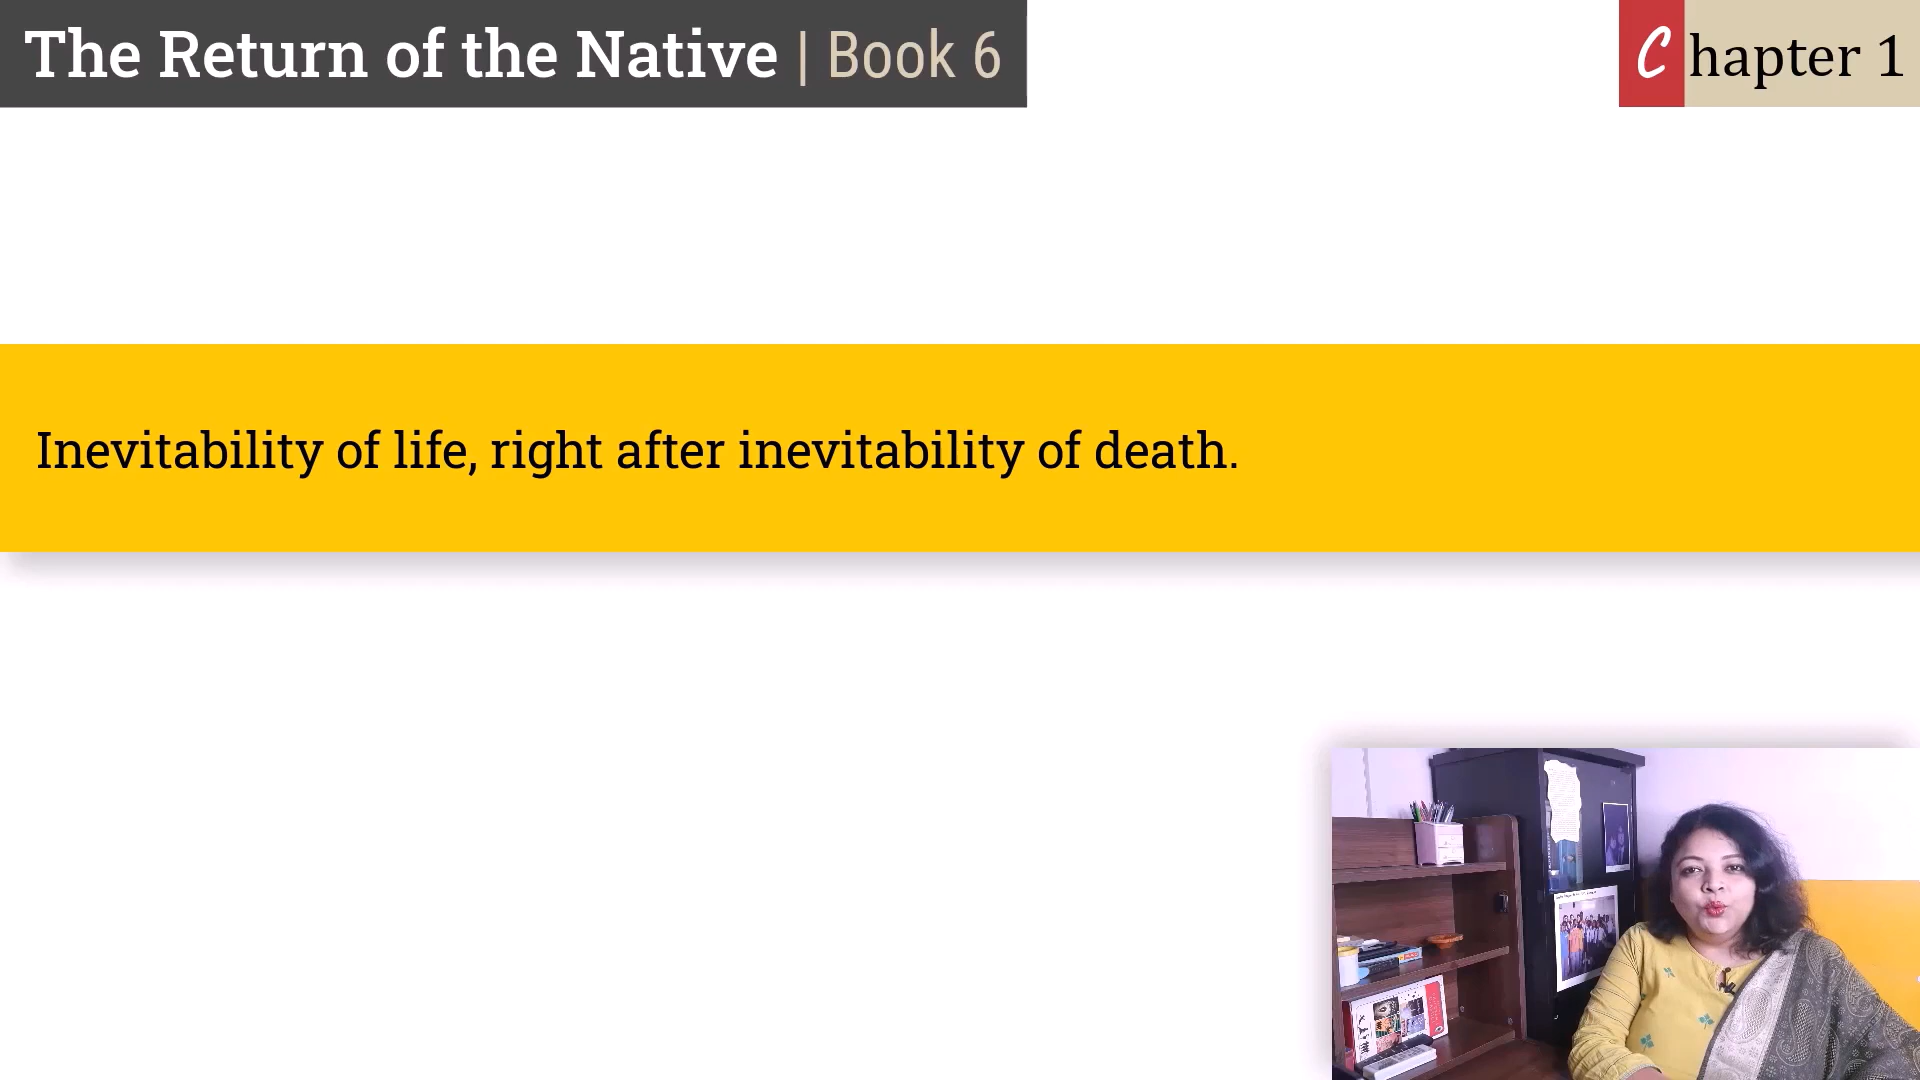 The Return of the Native | Book 6
Chapter 1
Inevitability of life, right after inevitability of death.